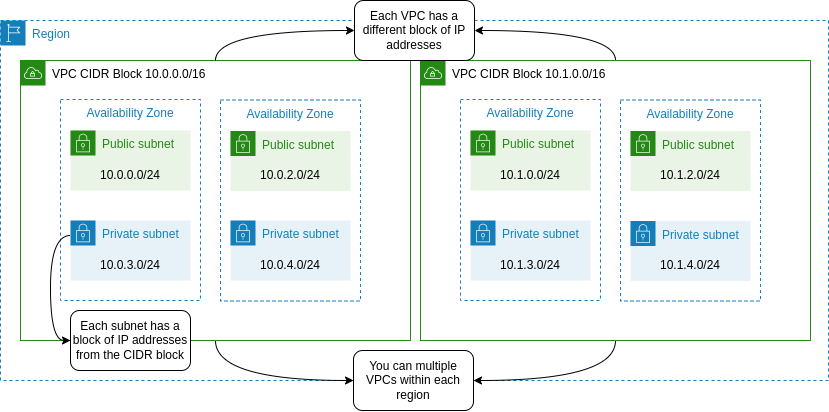 Each VPC has a
different block of IP
addresses
Region
VPC CIDR Block 10.0.0.0/16
VPC CIDR Block 10.1.0.0/16
Availability Zone
Public subnet
10.0.0.0/24
Private subnet
10.0.3.0/24
Availability Zone
Public subnet
10.0.2.0/24
Private subnet
10.0.4.0/24
Availability Zone
Public subnet
10.1.0.0/24
Private subnet
10.1.3.0/24
Availability Zone
Public subnet
10.1.2.0/24
Private subnet
10.1.4.0/24
Each subnet has a
block of IP addresses
from the CIDR block
You can multiple
VPCs within each
region